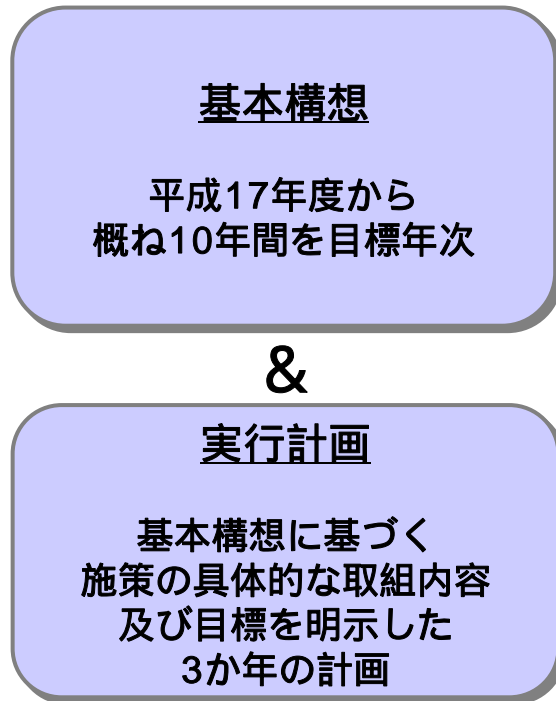 基本構想
平成17年度から
概ね10年間を目標年次
&
実行計画
基本構想に基づく
施策の具体的な取組内容
及び目標を明示した
3か年の計画